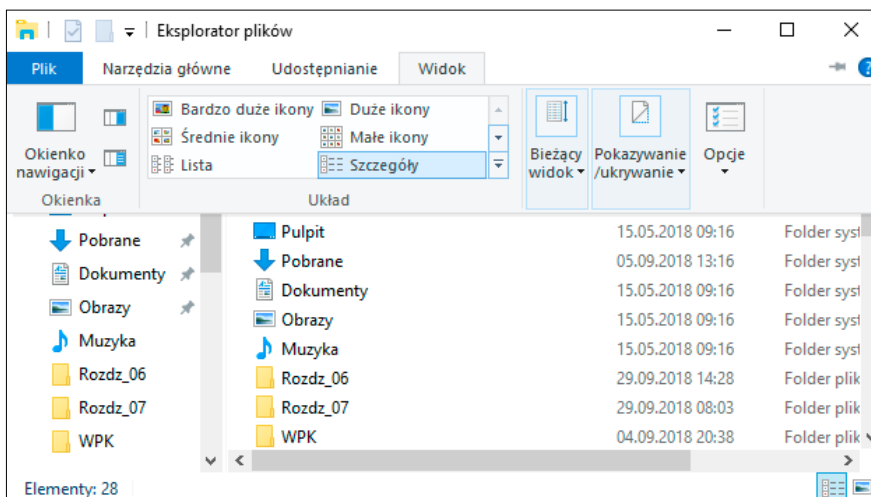 Eksplorator plików
Plik Narzędzia główne Udostępnianie Widok
?
Bardzo duże ikony Duże ikony
Średnie ikony Małe ikony
Lista Szczegóły
Okienko nawigacji
Bieżący widok
Pokazywanie /ukrywanie
Opcje
Okienka Układ
Pobrane
Dokumenty
Obrazy
Muzyka
Rozdz_06
Rozdz_07
WPK
Pulpit 15.05.2018 09:16 Folder syst
Pobrane 05.09.2018 13:16 Folder syst
Dokumenty 15.05.2018 09:16 Folder syst
Obrazy 15.05.2018 09:16 Folder syst
Muzyka 15.05.2018 09:16 Folder syst
Rozdz_06 29.09.2018 14:28 Folder plik
Rozdz_07 29.09.2018 08:03 Folder plik
WPK 04.09.2018 20:38 Folder plik
Elementy: 28